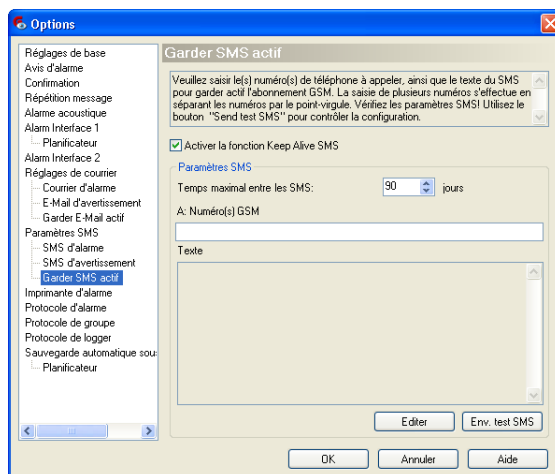 Options
Réglages de base
Avis d'alarme
Confirmation
Répétition message
Alarme acoustique
Alarm Interface 1
Planificateur
Alarm Interface 2
Réglages de courrier
Courrier d'alarme
E-Mail d'avertissement
Garder E-Mail actif
Paramètres SMS
SMS d'alarme
SMS d'avertissement
Garder SMS actif
Imprimante d'alarme
Protocole d'alarme
Protocole de groupe
Protocole de logger
Sauvegarde automatique sous
Planificateur
Garder SMS actif
Veuillez saisir le(s) numéro(s) de téléphone à appeler, ainsi que le texte du SMS
pour garder actif l'abonnement GSM. La saisie de plusieurs numéros s'effectue en
séparant les numéros par le point-virgule. Vérifiez les paramètres SMS! Utilisez le
bouton "Send test SMS" pour contrôler la configuration.
Activer la fonction Keep Alive SMS
Paramètres SMS
Temps maximal entre les SMS: 90 jours
A: Numéro(s) GSM
Texte
Editer Env. test SMS
OK Annuler Aide